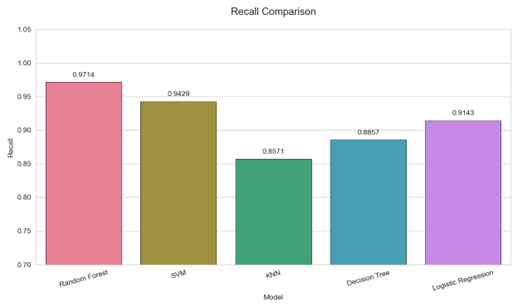 Recall Comparison
1.05
1.00
0.95
0.90
0.85
0.80
0.75
0.70
Recall
0.9714
0.9429
0.8571
0.8857
0.9143
Random Forest
SVM
KNN
Decision Tree
Logistic Regression
Model